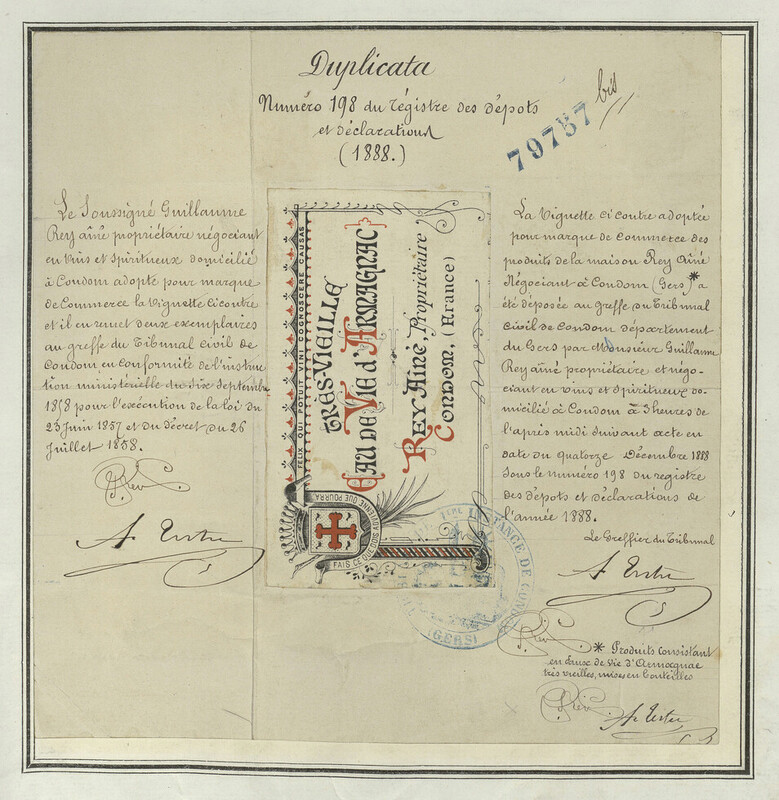 Duplicata
Numéro 198 du régistre des dépots
et déclarations
(1888.)
79757 bis
Le Soussigné Guillaume
Rey aîné propriétaire négociant
en Vins et Spiritueux domicilié
à Condom adopte pour marque
de Commerce la Vignette ci contre
et il en remet deux exemplaires
au greffe du Tribunal civil de
Condom en conformité de l'instruc
tion ministérielle du six Septembre
1858 pour l'exécution de la loi du
23 Juin 1857 et du Décret du 26
Juillet 1858.
FELIX QUI POTUIT VINI COGNOSCERE CAUSAS
TRÈS-VIEILLE
EAU DE VIE d'ARMAGNAC
REY Aîné, Propriétaire
CONDOM, (France)
FAIS CE QUE DOIS ADVIENNE QUE POURRA
INSTANCE DE CONDOM
(GERS)
La Vignette ci contre adoptée
pour marque de Commerce des
produits de la maison Rey Aîné
Négociant à Condom (Gers)* a
été déposée au greffe du Tribunal
civil de Condom département
du Gers par Monsieur Guillaume
Rey aîné propriétaire et négo-
ciant en vins et Spiritueux do-
micilié à Condom à 3 heures de
l'après midi suivant acte en
date du quatorze Décembre 1888
sous le numéro 198 du registre
des dépots et déclarations de
l'année 1888.
Le Greffier du Tribunal
* Produits consistant
en Eaux de Vie d'Armagnac
très vieilles, mises en bouteilles